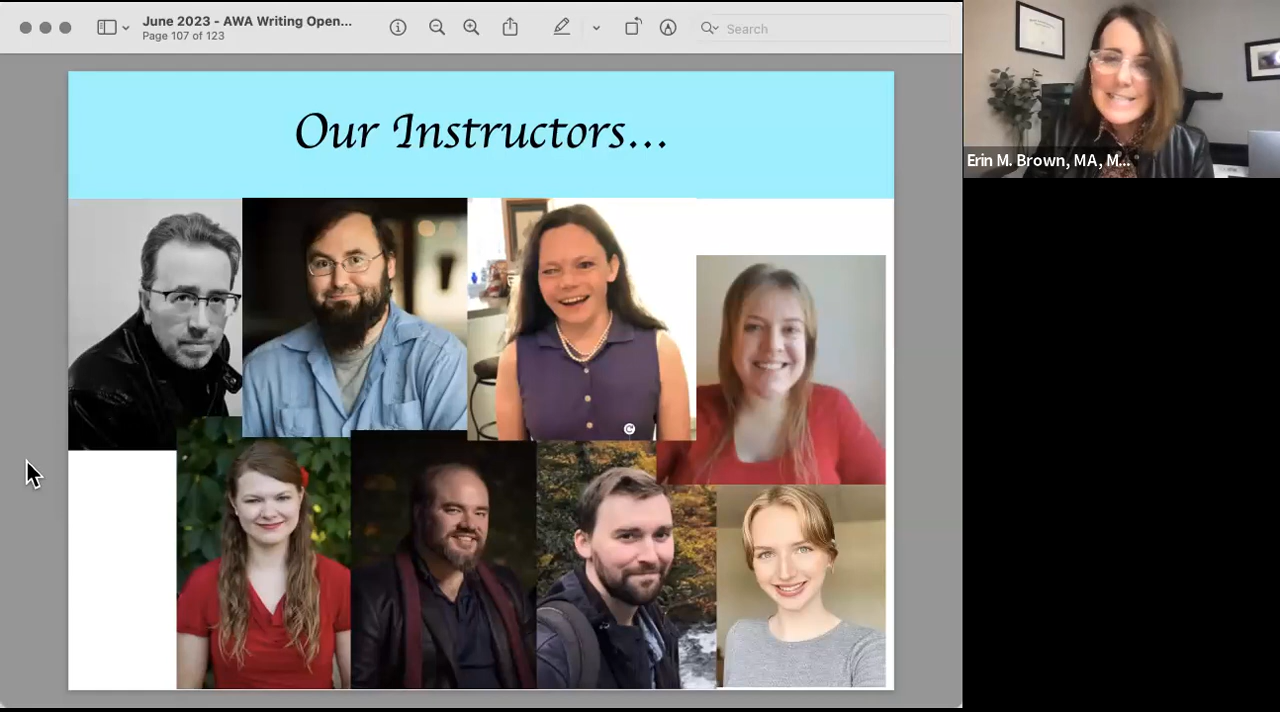 June 2023 - AWA Writing Open...
Page 107 of 123
Search
Our Instructors...
Erin M. Brown, MA, M...